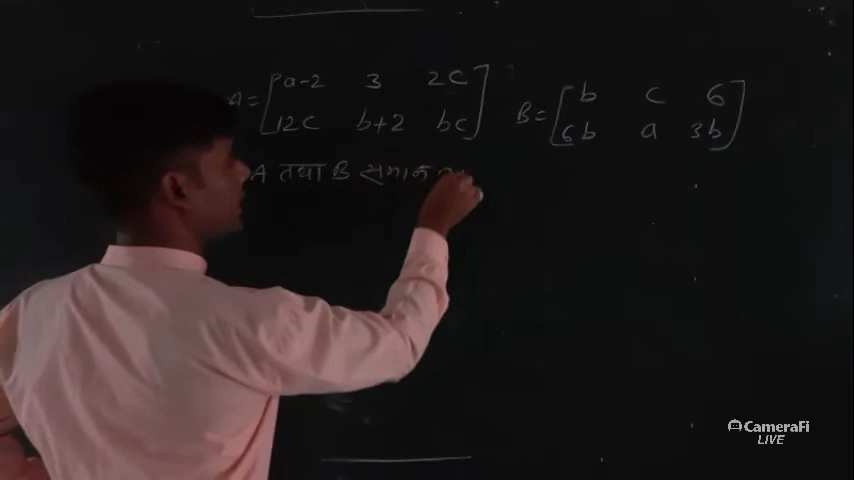 A = [ a-2 3 2c ] B = [ b c 6 ]
[ 12c b+2 bc ] [ 6b a 3b ]
A तथा B समान
CameraFi
LIVE